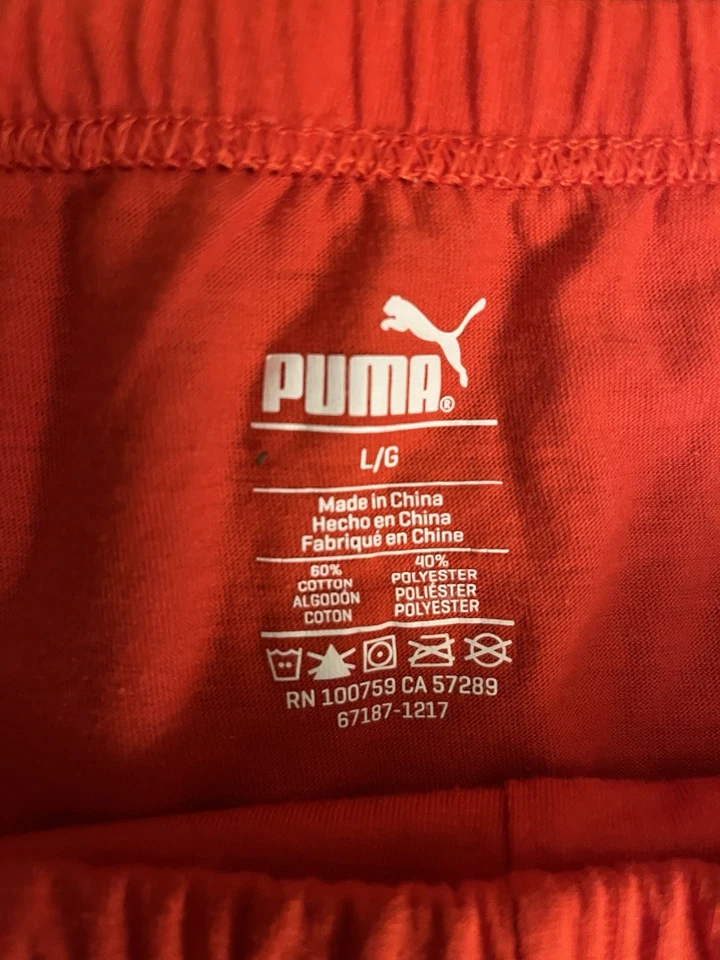 PUMA®
L/G
Made in China
Hecho en China
Fabriqué en Chine
60%
COTTON
ALGODÓN
COTON
40%
POLYESTER
POLIÉSTER
POLYESTER
RN 100759 CA 57289
67187-1217